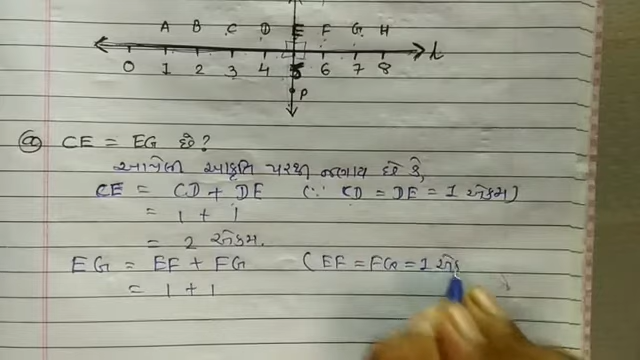 A B C D E F G H
0 1 2 3 4 5 6 7 8 l
P
(a) CE = EG છે?
આપેલી આકૃતિ પરથી જણાય છે કે,
CE = CD + DE (∵ CD = DE = 1 એકમ)
= 1 + 1
= 2 એકમ.
EG = EF + FG (EF = FG = 1 એક
= 1 + 1